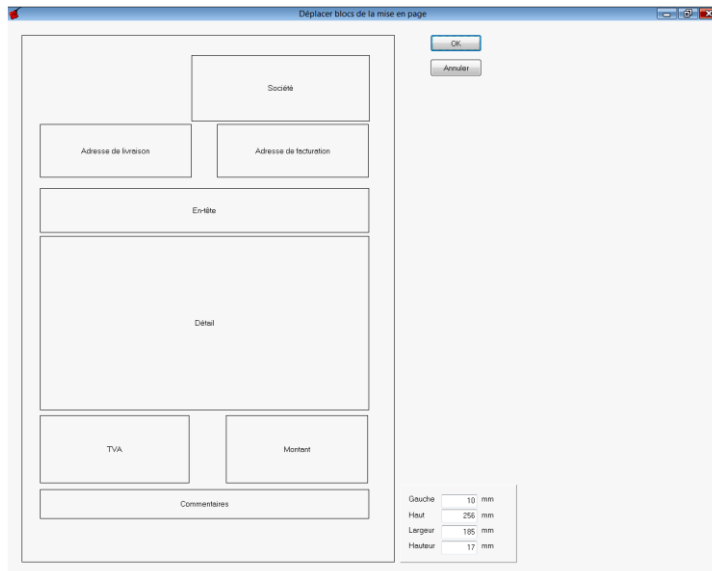 Déplacer blocs de la mise en page
OK
Annuler
Société
Adresse de livraison
Adresse de facturation
En-tête
Détail
TVA
Montant
Commentaires
Gauche 10 mm
Haut 256 mm
Largeur 185 mm
Hauteur 17 mm